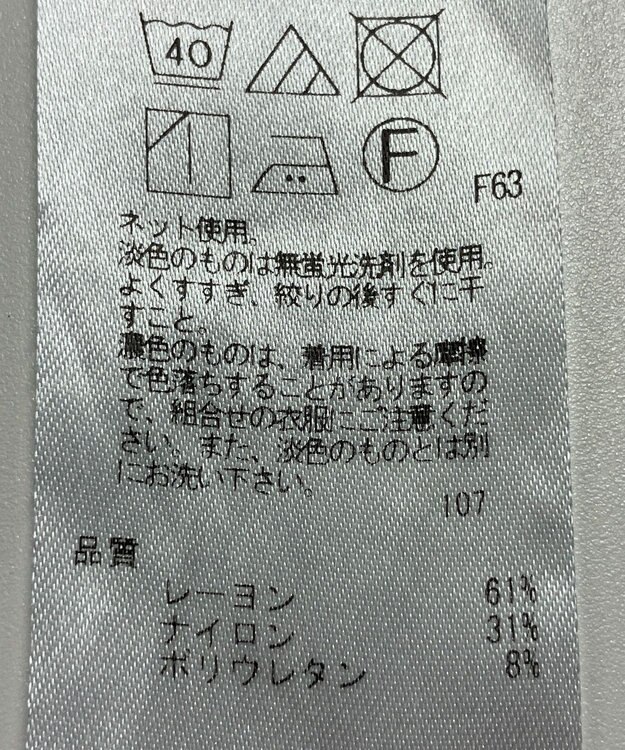 40
F
F63
ネット使用。
淡色のものは無蛍光洗剤を使用。
よくすすぎ、絞りの後すぐに干
すこと。
濃色のものは、着用による摩擦
で色落ちすることがありますの
で、組合せの衣服にご注意くだ
さい。また、淡色のものとは別
にお洗い下さい。
107
品質
レーヨン 61%
ナイロン 31%
ポリウレタン 8%